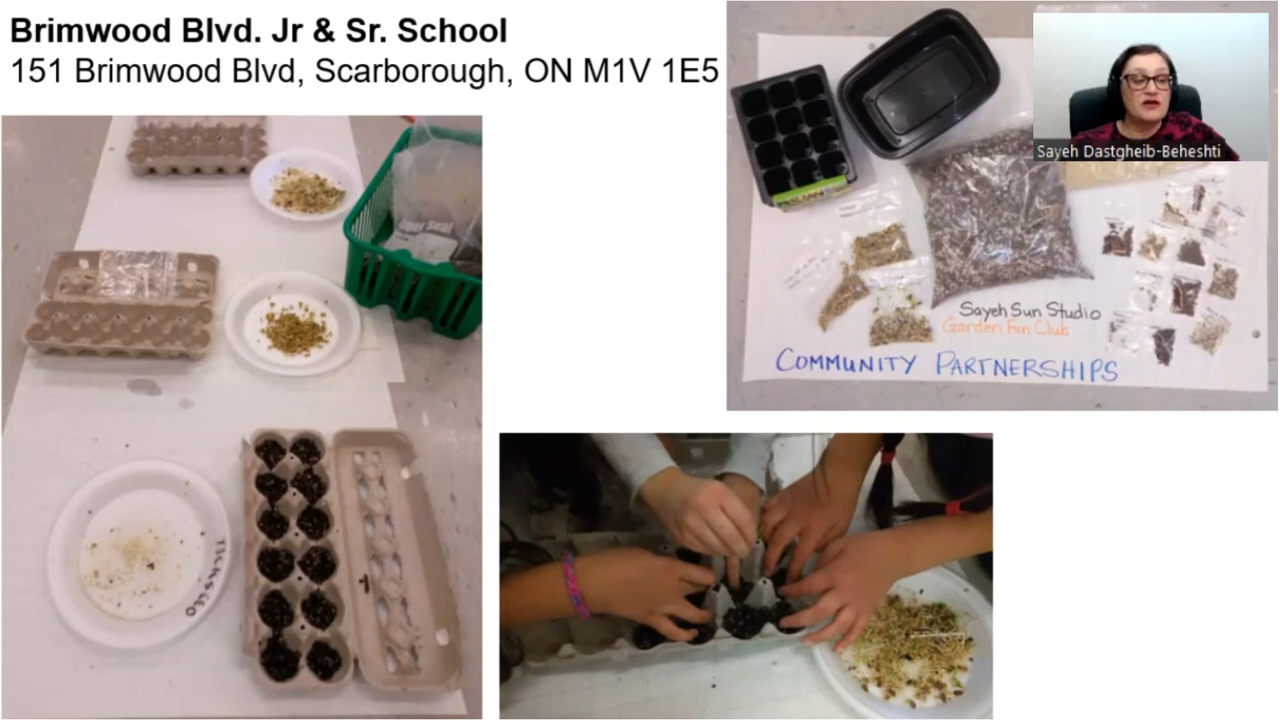 Brimwood Blvd. Jr & Sr. School
151 Brimwood Blvd, Scarborough, ON M1V 1E5
Sayeh Dastgheib-Beheshti
Sayeh Sun Studio
Garden Fun Club
COMMUNITY PARTNERSHIPS